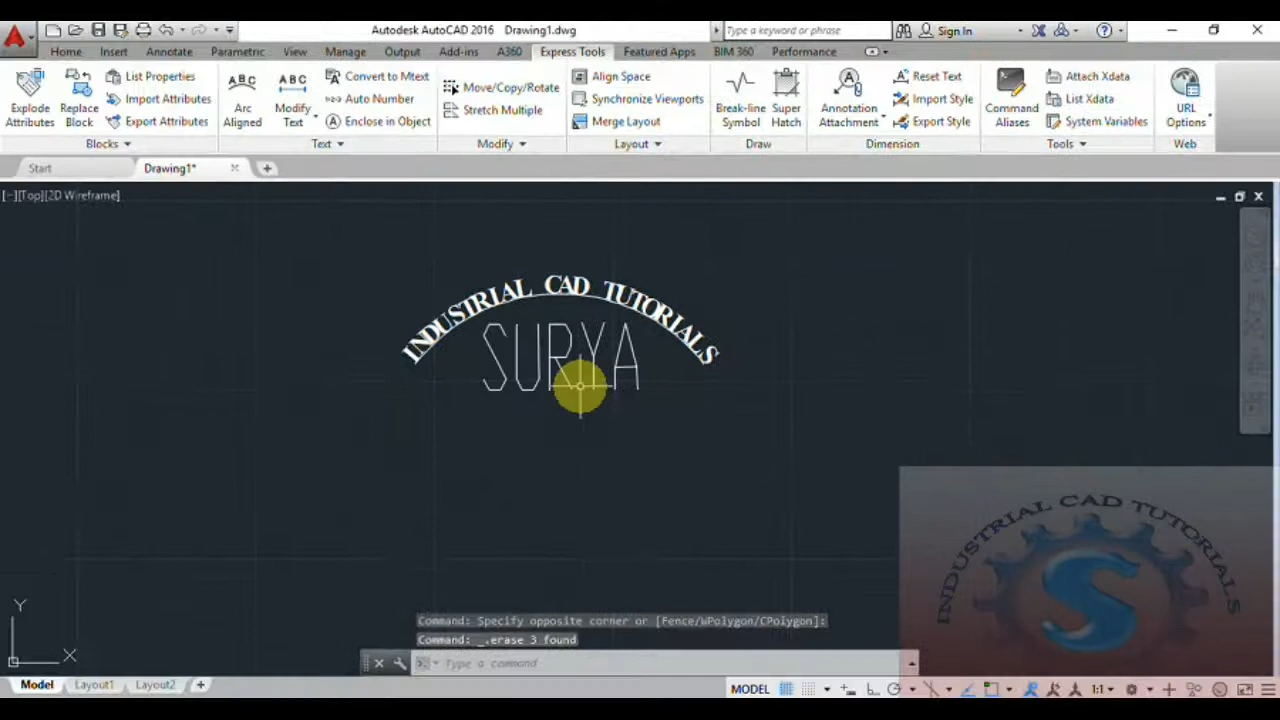 Autodesk AutoCAD 2016 Drawing1.dwg
Type a keyword or phrase
Sign In
Home Insert Annotate Parametric View Manage Output Add-ins A360 Express Tools Featured Apps BIM 360 Performance
Explode Attributes
Replace Block
List Properties
Import Attributes
Export Attributes
Blocks
Arc Aligned
Modify Text
Convert to Mtext
Auto Number
Enclose in Object
Text
Move/Copy/Rotate
Stretch Multiple
Modify
Align Space
Synchronize Viewports
Merge Layout
Layout
Break-line Symbol
Super Hatch
Draw
Annotation Attachment
Reset Text
Import Style
Export Style
Dimension
Command Aliases
Attach Xdata
List Xdata
System Variables
Tools
URL Options
Web
Start Drawing1*
[−][Top][2D Wireframe]
INDUSTRIAL CAD TUTORIALS
SURYA
INDUSTRIAL CAD TUTORIALS
S
Y
X
Command: Specify opposite corner or [Fence/WPolygon/CPolygon]:
Command: _.erase 3 found
Type a command
Model Layout1 Layout2
MODEL
1:1